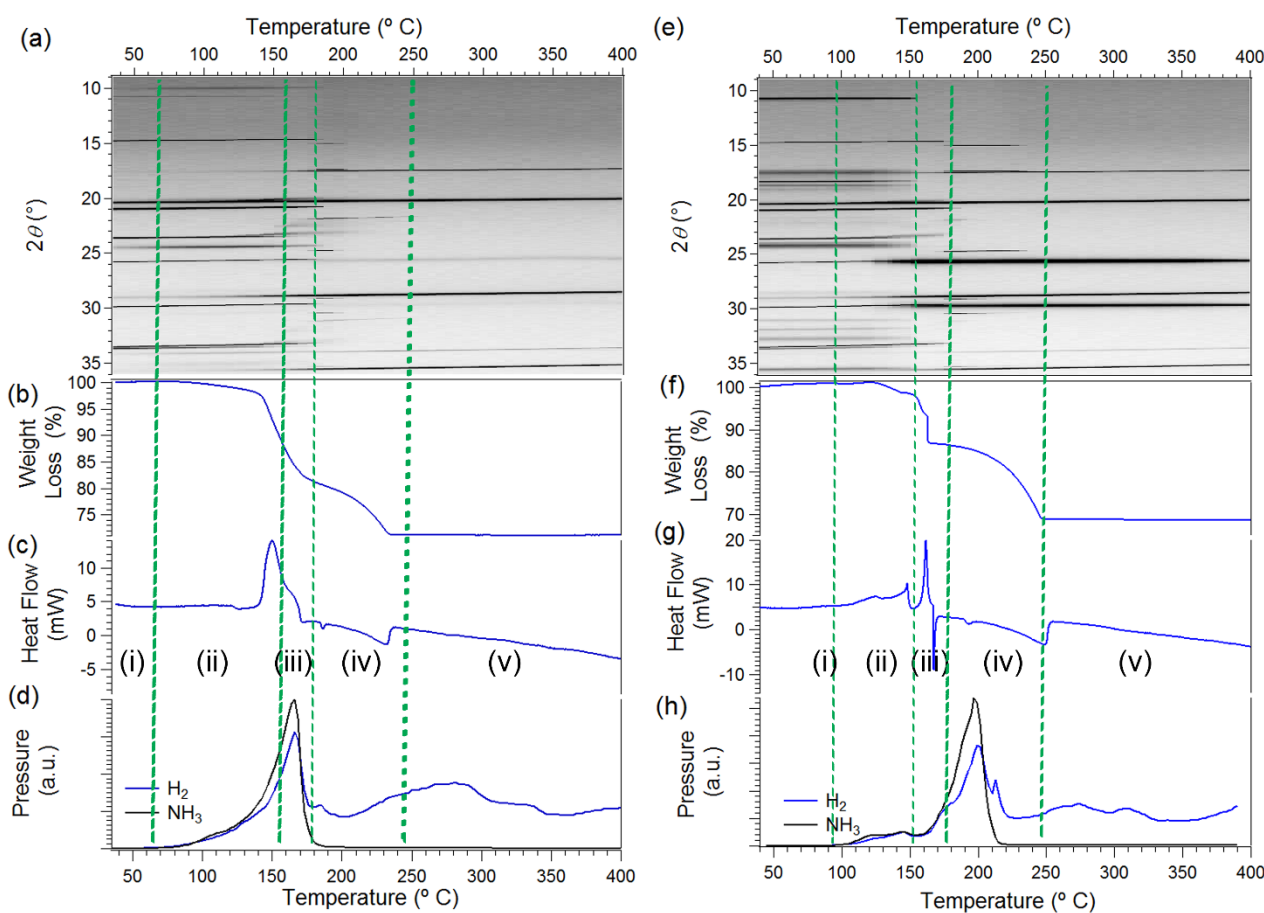 (a)
Temperature (º C)
50 100 150 200 250 300 350 400
10
15
20
25
30
35
2θ (°)
(b)
100
95
90
85
80
75
Weight
Loss (%)
(c)
10
5
0
-5
Heat Flow
(mW)
(i) (ii) (iii) (iv) (v)
(d)
Pressure
(a.u.)
H₂
NH₃
50 100 150 200 250 300 350 400
Temperature (º C)
(e)
Temperature (º C)
50 100 150 200 250 300 350 400
10
15
20
25
30
35
2θ (°)
(f)
100
90
80
70
Weight
Loss (%)
(g)
20
10
0
-10
Heat Flow
(mW)
(i) (ii) (iii) (iv) (v)
(h)
Pressure
(a.u.)
H₂
NH₃
50 100 150 200 250 300 350 400
Temperature (º C)